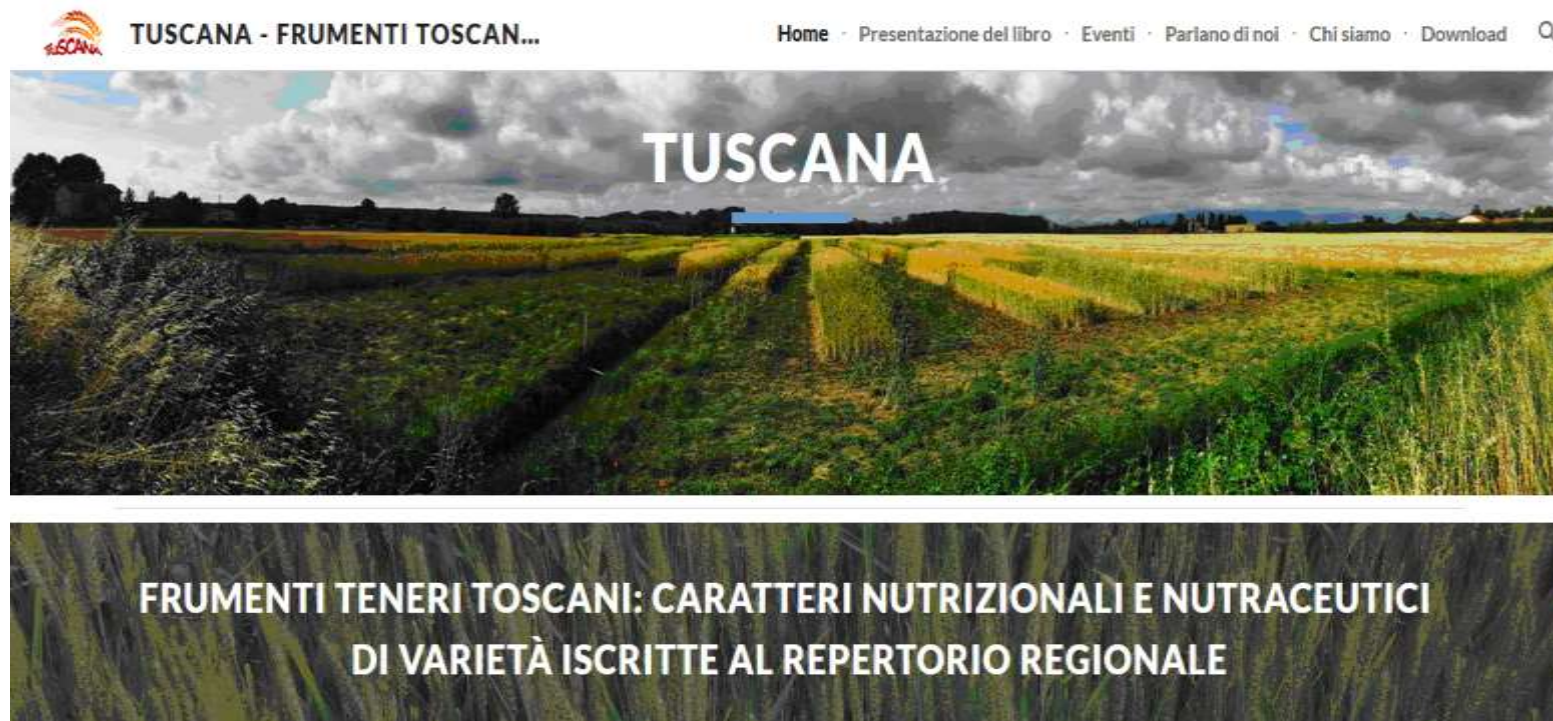 TUSCANA
TUSCANA - FRUMENTI TOSCAN...
Home · Presentazione del libro · Eventi · Parlano di noi · Chi siamo · Download
TUSCANA
FRUMENTI TENERI TOSCANI: CARATTERI NUTRIZIONALI E NUTRACEUTICI
DI VARIETÀ ISCRITTE AL REPERTORIO REGIONALE